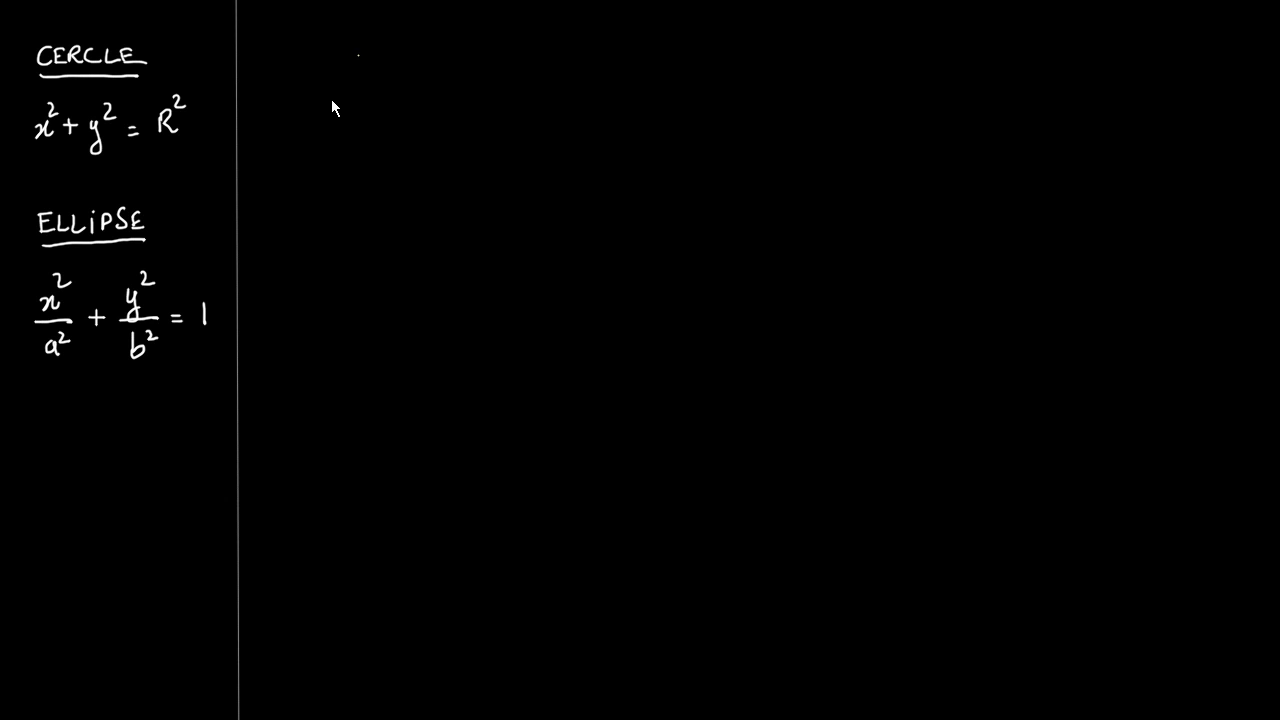 CERCLE
x² + y² = R²
ELLiPSE
x²/a² + y²/b² = 1